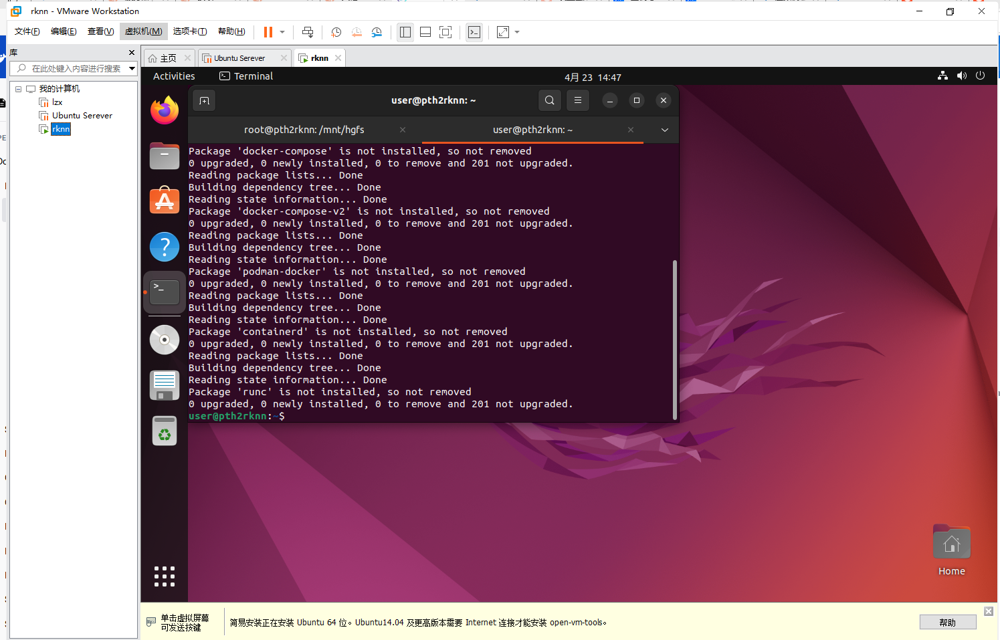 rknn - VMware Workstation
文件(F) 编辑(E) 查看(V) 虚拟机(M) 选项卡(T) 帮助(H)
库
在此处键入内容进行搜索
我的计算机
lzx
Ubuntu Serever
rknn
主页
Ubuntu Serever
rknn
Activities
Terminal
4月 23 14:47
user@pth2rknn: ~
root@pth2rknn: /mnt/hgfs
user@pth2rknn: ~
Package 'docker-compose' is not installed, so not removed
0 upgraded, 0 newly installed, 0 to remove and 201 not upgraded.
Reading package lists... Done
Building dependency tree... Done
Reading state information... Done
Package 'docker-compose-v2' is not installed, so not removed
0 upgraded, 0 newly installed, 0 to remove and 201 not upgraded.
Reading package lists... Done
Building dependency tree... Done
Reading state information... Done
Package 'podman-docker' is not installed, so not removed
0 upgraded, 0 newly installed, 0 to remove and 201 not upgraded.
Reading package lists... Done
Building dependency tree... Done
Reading state information... Done
Package 'containerd' is not installed, so not removed
0 upgraded, 0 newly installed, 0 to remove and 201 not upgraded.
Reading package lists... Done
Building dependency tree... Done
Reading state information... Done
Package 'runc' is not installed, so not removed
0 upgraded, 0 newly installed, 0 to remove and 201 not upgraded.
user@pth2rknn:~$
Home
单击虚拟屏幕
可发送按键
简易安装正在安装 Ubuntu 64 位。Ubuntu14.04 及更高版本需要 Internet 连接才能安装 open-vm-tools。
帮助